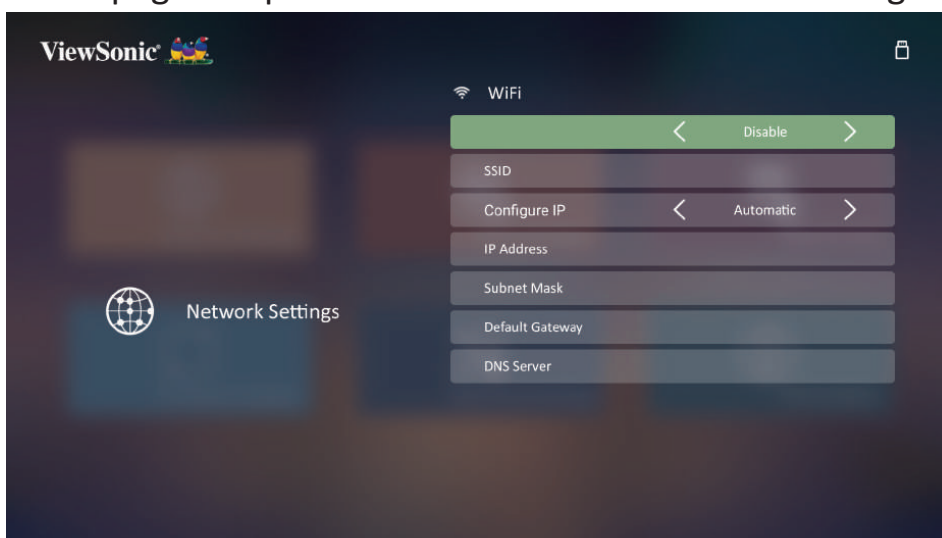 ViewSonic®
WiFi
Disable
SSID
Configure IP Automatic
IP Address
Subnet Mask
Network Settings
Default Gateway
DNS Server